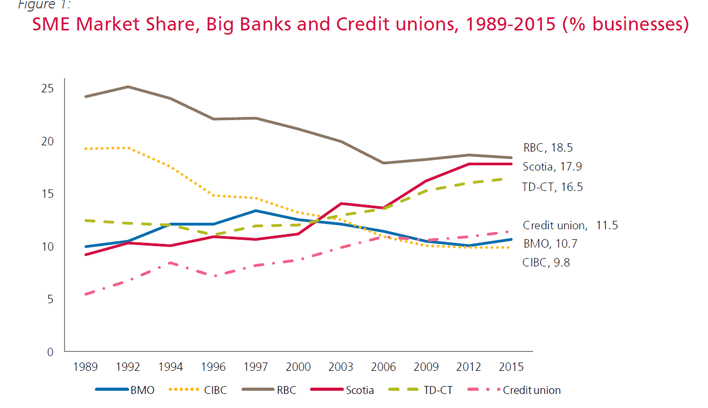 Figure 1:
SME Market Share, Big Banks and Credit unions, 1989-2015 (% businesses)
25
20
15
10
5
0
RBC, 18.5
Scotia, 17.9
TD-CT, 16.5
Credit union, 11.5
BMO, 10.7
CIBC, 9.8
1989 1992 1994 1996 1997 2000 2003 2006 2009 2012 2015
BMO CIBC RBC Scotia TD-CT Credit union